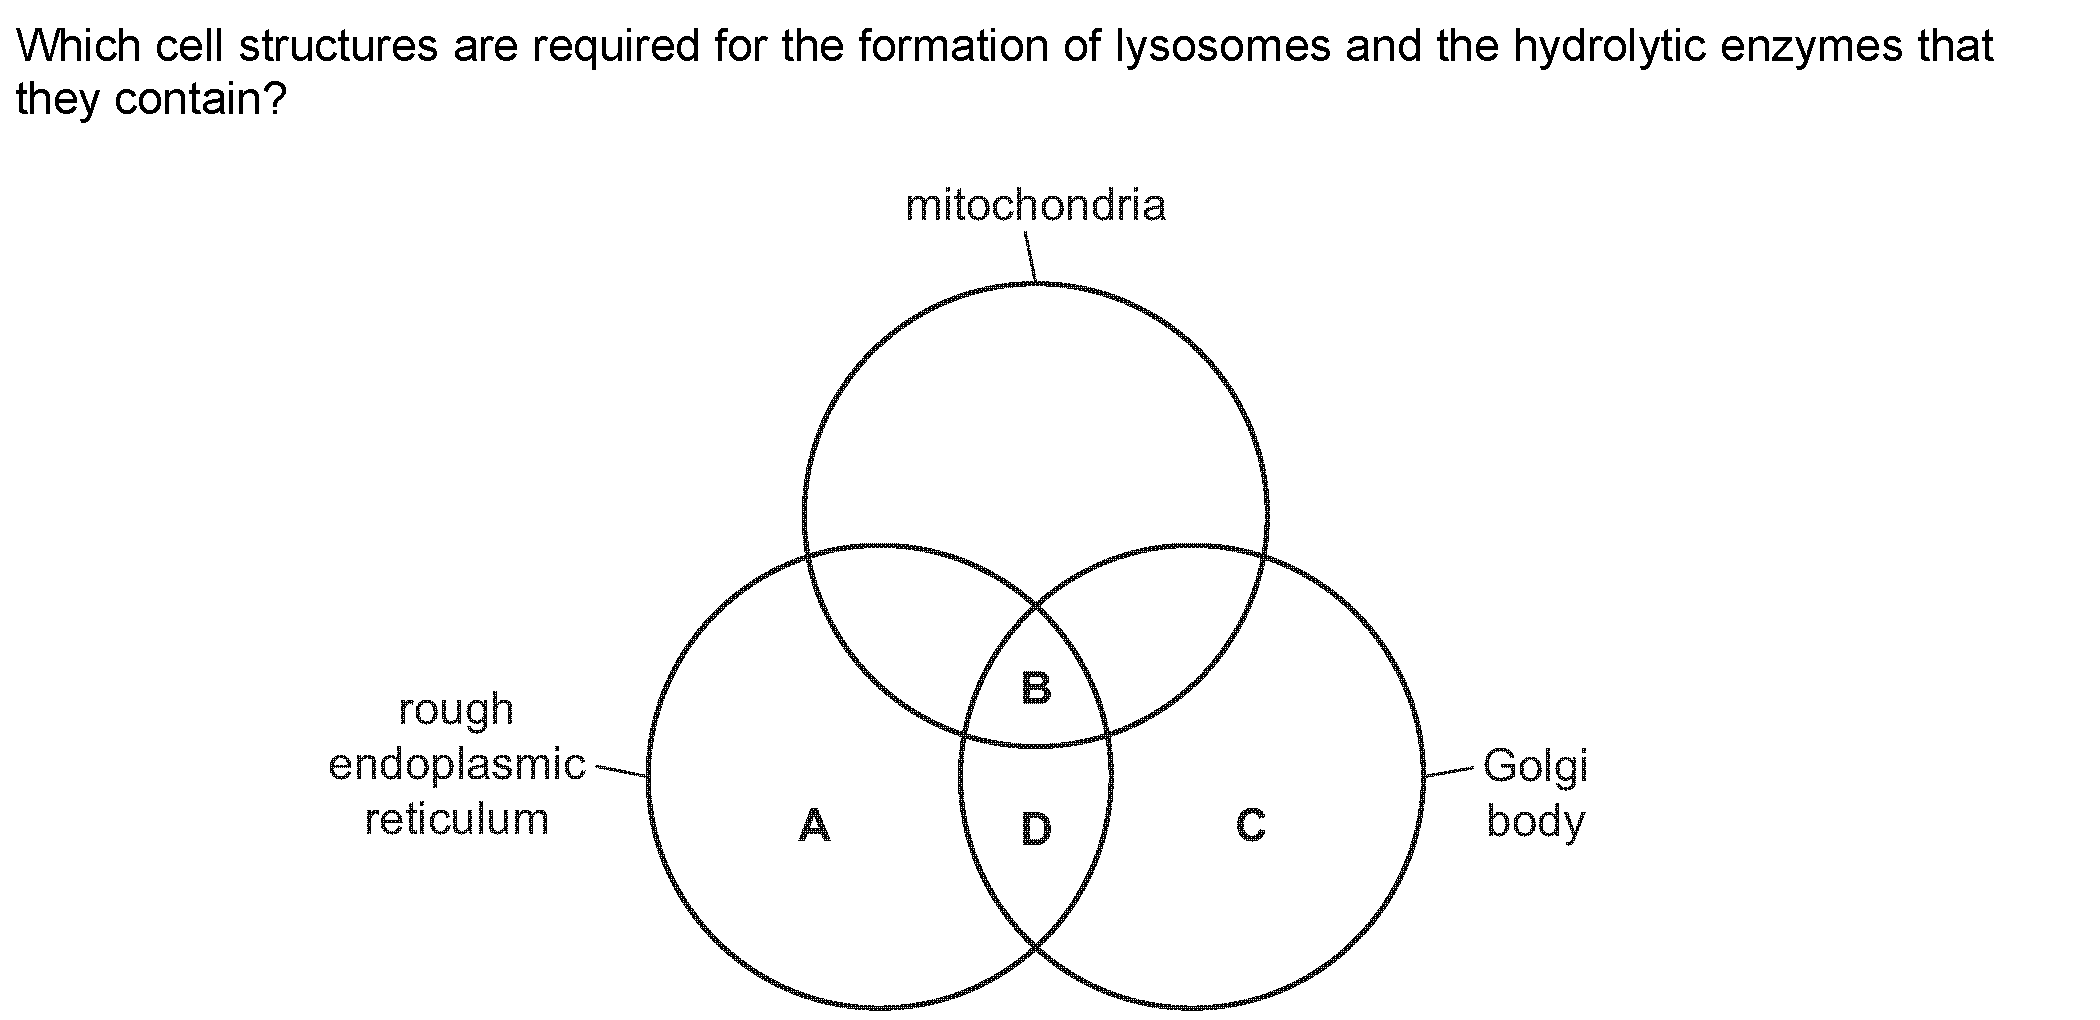 Which cell structures are required for the formation of lysosomes and the hydrolytic enzymes that
they contain?
mitochondria
rough
endoplasmic
reticulum
Golgi
body
B
A
D
C